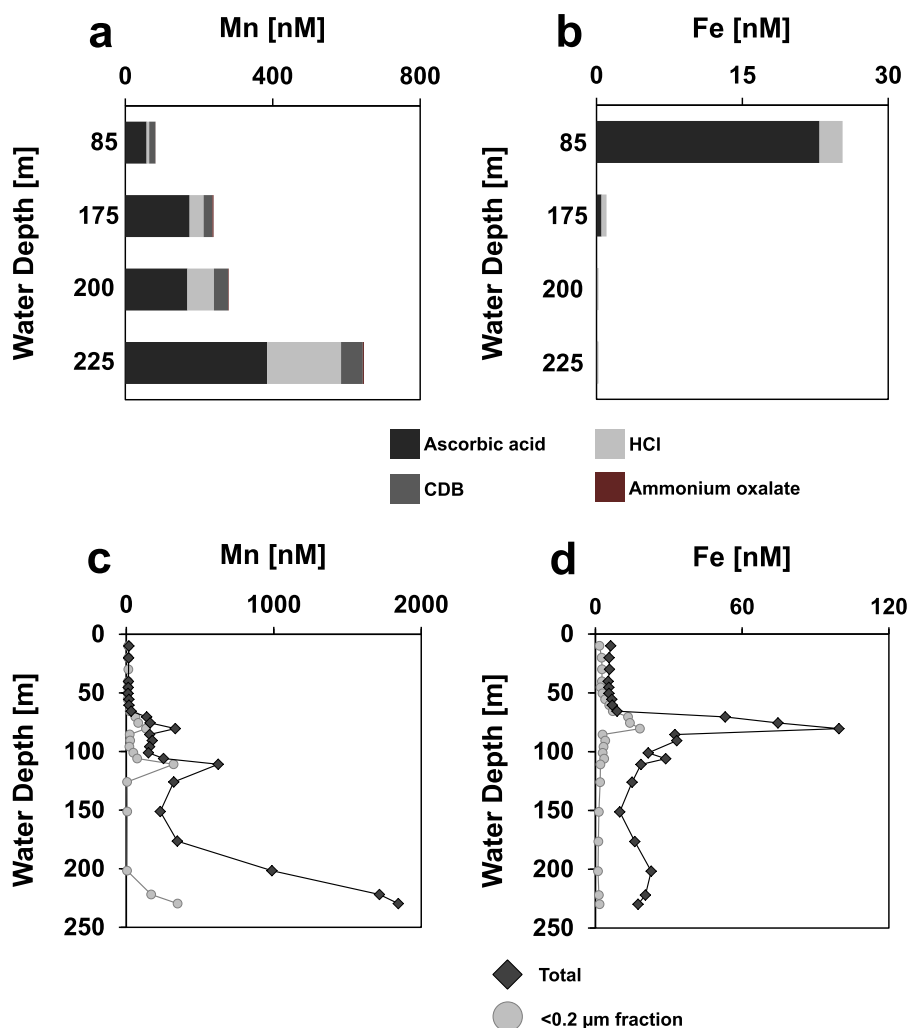 a Mn [nM]
0 400 800
Water Depth [m]
85
175
200
225
b Fe [nM]
0 15 30
Water Depth [m]
85
175
200
225
Ascorbic acid HCl
CDB Ammonium oxalate
c Mn [nM]
0 1000 2000
Water Depth [m]
0
50
100
150
200
250
d Fe [nM]
0 60 120
Water Depth [m]
0
50
100
150
200
250
Total
<0.2 µm fraction